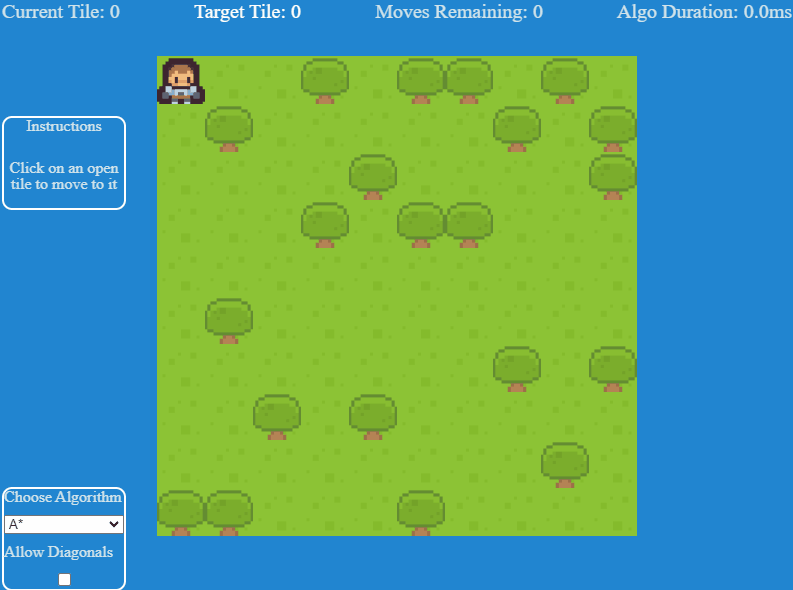 Current Tile: 0
Target Tile: 0
Moves Remaining: 0
Algo Duration: 0.0ms
Instructions
Click on an open
tile to move to it
Choose Algorithm
A*
Allow Diagonals